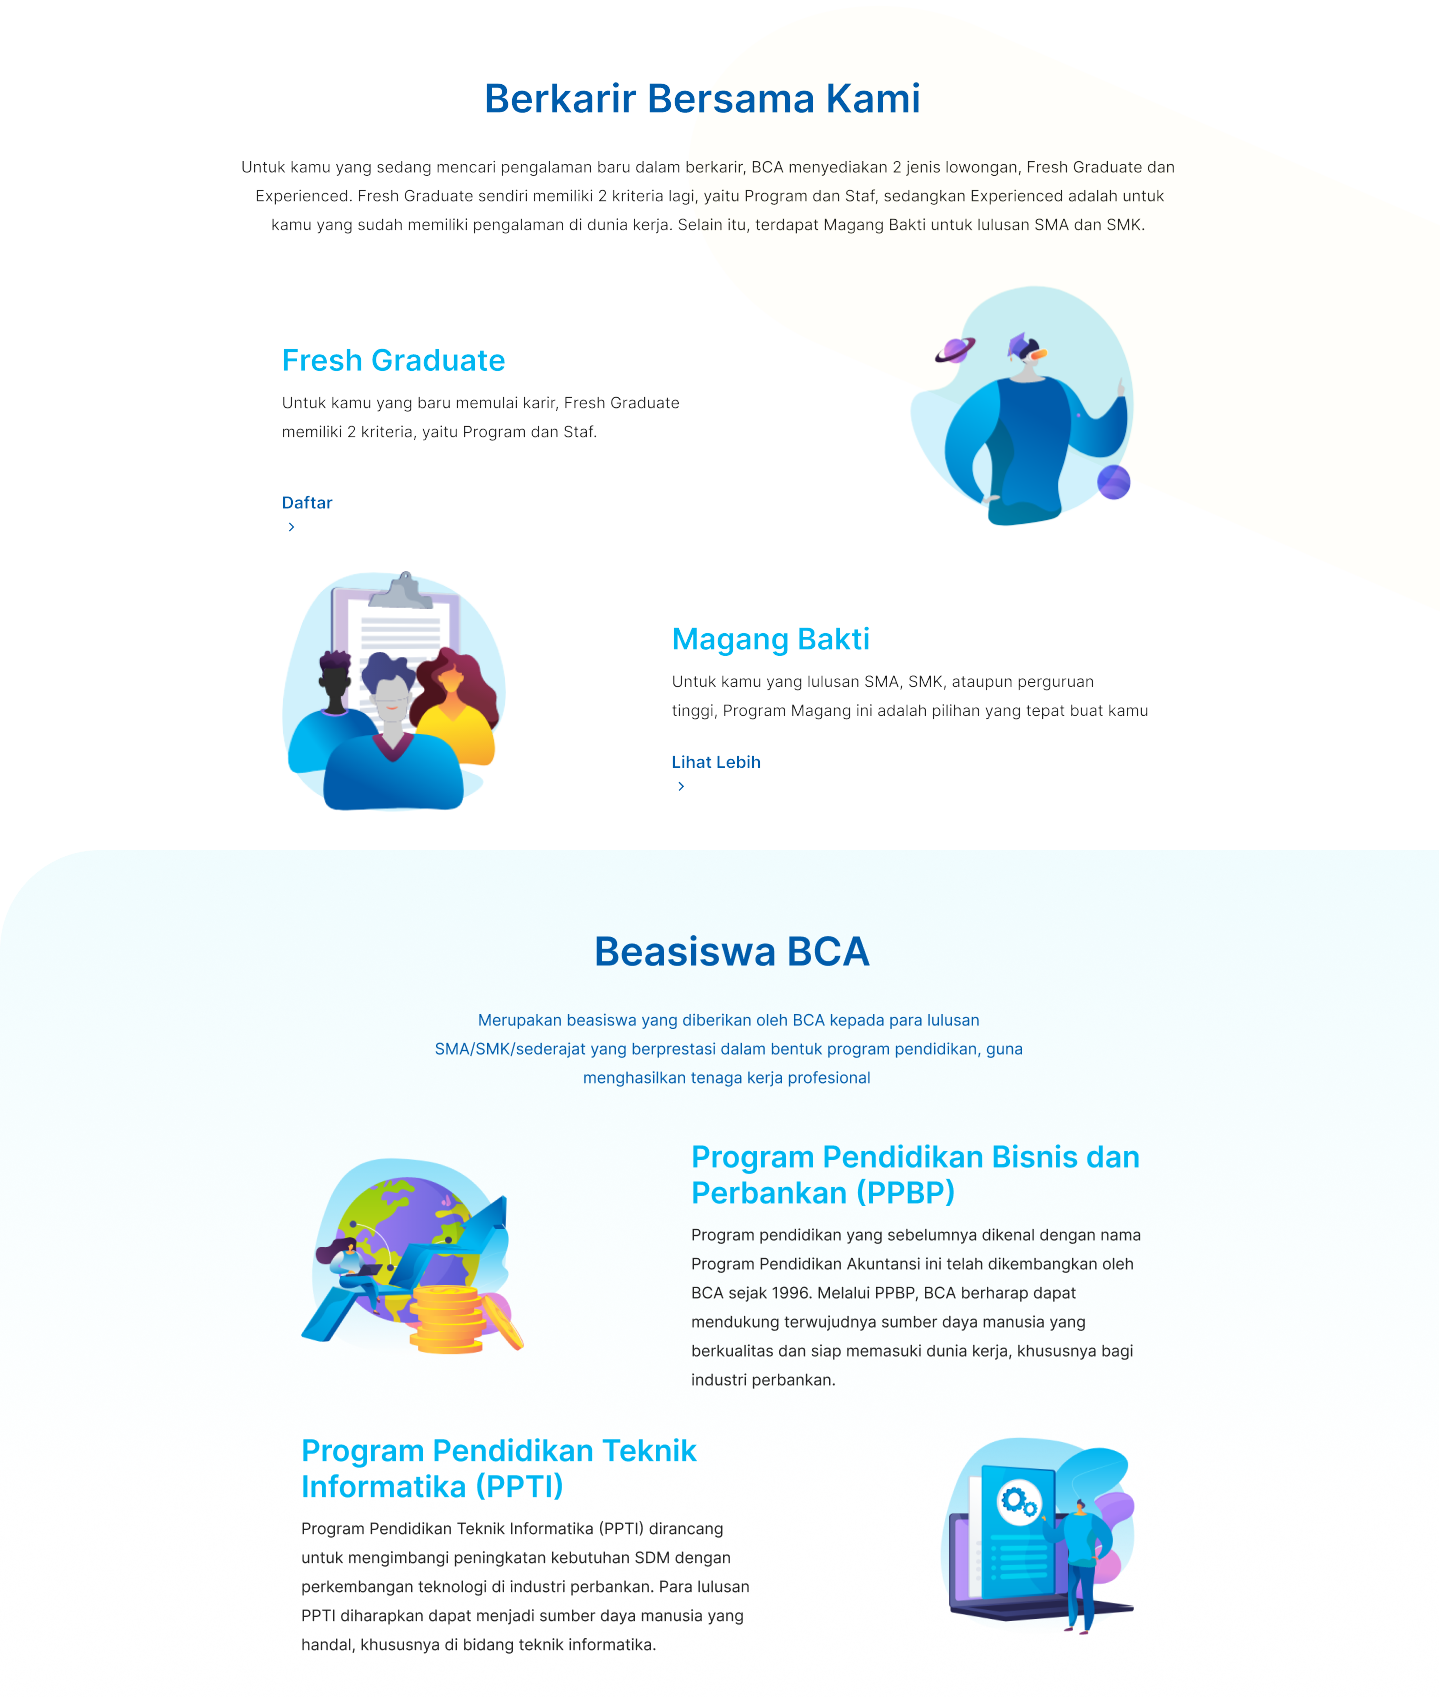 Berkarir Bersama Kami
Untuk kamu yang sedang mencari pengalaman baru dalam berkarir, BCA menyediakan 2 jenis lowongan, Fresh Graduate dan
Experienced. Fresh Graduate sendiri memiliki 2 kriteria lagi, yaitu Program dan Staf, sedangkan Experienced adalah untuk
kamu yang sudah memiliki pengalaman di dunia kerja. Selain itu, terdapat Magang Bakti untuk lulusan SMA dan SMK.
Fresh Graduate
Untuk kamu yang baru memulai karir, Fresh Graduate
memiliki 2 kriteria, yaitu Program dan Staf.
Daftar
Magang Bakti
Untuk kamu yang lulusan SMA, SMK, ataupun perguruan
tinggi, Program Magang ini adalah pilihan yang tepat buat kamu
Lihat Lebih
Beasiswa BCA
Merupakan beasiswa yang diberikan oleh BCA kepada para lulusan
SMA/SMK/sederajat yang berprestasi dalam bentuk program pendidikan, guna
menghasilkan tenaga kerja profesional
Program Pendidikan Bisnis dan
Perbankan (PPBP)
Program pendidikan yang sebelumnya dikenal dengan nama
Program Pendidikan Akuntansi ini telah dikembangkan oleh
BCA sejak 1996. Melalui PPBP, BCA berharap dapat
mendukung terwujudnya sumber daya manusia yang
berkualitas dan siap memasuki dunia kerja, khususnya bagi
industri perbankan.
Program Pendidikan Teknik
Informatika (PPTI)
Program Pendidikan Teknik Informatika (PPTI) dirancang
untuk mengimbangi peningkatan kebutuhan SDM dengan
perkembangan teknologi di industri perbankan. Para lulusan
PPTI diharapkan dapat menjadi sumber daya manusia yang
handal, khususnya di bidang teknik informatika.